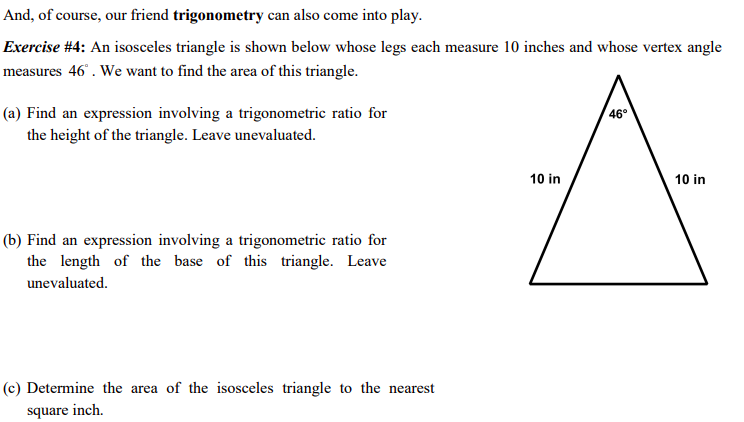 And, of course, our friend trigonometry can also come into play.
Exercise #4: An isosceles triangle is shown below whose legs each measure 10 inches and whose vertex angle
measures 46°. We want to find the area of this triangle.
(a) Find an expression involving a trigonometric ratio for
the height of the triangle. Leave unevaluated.
46°
10 in
10 in
(b) Find an expression involving a trigonometric ratio for
the length of the base of this triangle. Leave
unevaluated.
(c) Determine the area of the isosceles triangle to the nearest
square inch.